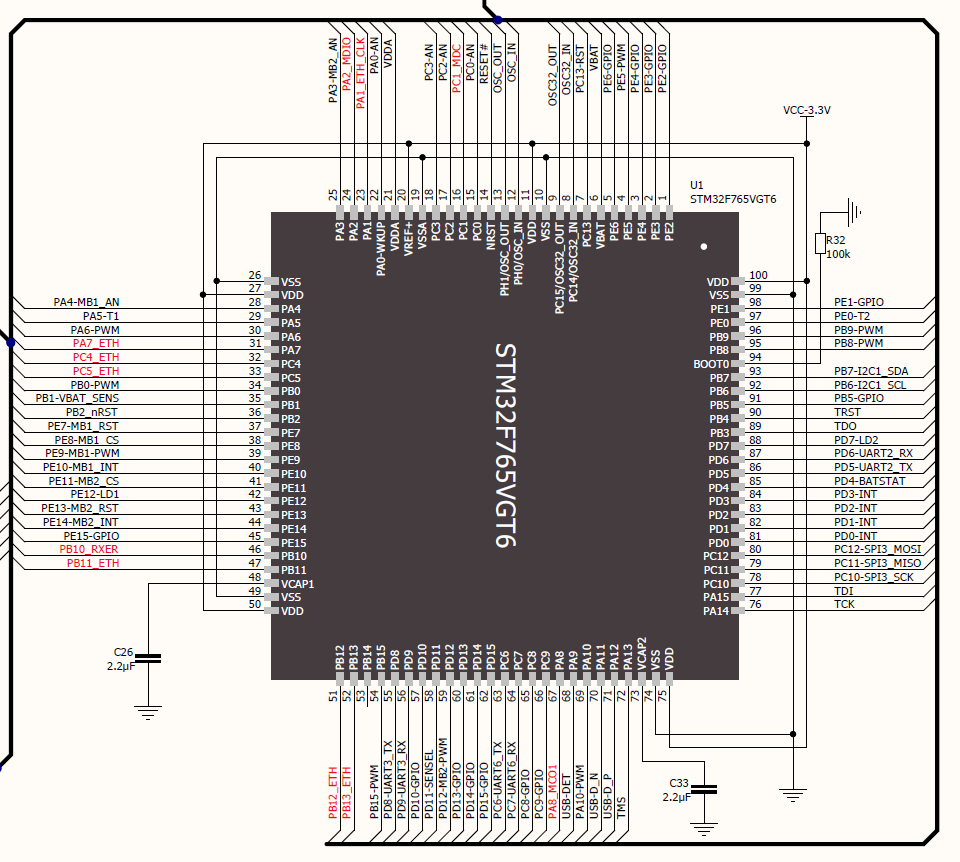 PA3-MB2_AN
PA2_MDIO
PA1_ETH_CLK
PA0-AN
VDDA
PC3-AN
PC2-AN
PC1_MDC
PC0-AN
RESET#
OSC_OUT
OSC_IN
OSC32_OUT
OSC32_IN
PC13-RST
VBAT
PE6-GPIO
PE5-PWM
PE4-GPIO
PE3-GPIO
PE2-GPIO
VCC-3.3V
25 24 23 22 21 20 19 18 17 16 15 14 13 12 11 10 9 8 7 6 5 4 3 2 1
U1
STM32F765VGT6
PA3
PA2
PA1
PA0-WKUP
VDDA
VREF+
VSSA
PC3
PC2
PC1
PC0
NRST
PH1/OSC_OUT
PH0/OSC_IN
VDD
VSS
PC15/OSC32_OUT
PC14/OSC32_IN
PC13
VBAT
PE6
PE5
PE4
PE3
PE2
R32
100k
26 VSS
27 VDD
PA4-MB1_AN 28 PA4
PA5-T1 29 PA5
PA6-PWM 30 PA6
PA7_ETH 31 PA7
PC4_ETH 32 PC4
PC5_ETH 33 PC5
PB0-PWM 34 PB0
PB1-VBAT_SENS 35 PB1
PB2_nRST 36 PB2
PE7-MB1_RST 37 PE7
PE8-MB1_CS 38 PE8
PE9-MB1-PWM 39 PE9
PE10-MB1_INT 40 PE10
PE11-MB2_CS 41 PE11
PE12-LD1 42 PE12
PE13-MB2_RST 43 PE13
PE14-MB2_INT 44 PE14
PE15-GPIO 45 PE15
PB10_RXER 46 PB10
PB11_ETH 47 PB11
48 VCAP1
49 VSS
50 VDD
STM32F765VGT6
VDD 100
VSS 99
PE1 98 PE1-GPIO
PE0 97 PE0-T2
PB9 96 PB9-PWM
PB8 95 PB8-PWM
BOOT0 94
PB7 93 PB7-I2C1_SDA
PB6 92 PB6-I2C1_SCL
PB5 91 PB5-GPIO
PB4 90 TRST
PB3 89 TDO
PD7 88 PD7-LD2
PD6 87 PD6-UART2_RX
PD5 86 PD5-UART2_TX
PD4 85 PD4-BATSTAT
PD3 84 PD3-INT
PD2 83 PD2-INT
PD1 82 PD1-INT
PD0 81 PD0-INT
PC12 80 PC12-SPI3_MOSI
PC11 79 PC11-SPI3_MISO
PC10 78 PC10-SPI3_SCK
PA15 77 TDI
PA14 76 TCK
C26
2.2µF
PB12
PB13
PB14
PB15
PD8
PD9
PD10
PD11
PD12
PD13
PD14
PD15
PC6
PC7
PC8
PC9
PA8
PA9
PA10
PA11
PA12
PA13
VCAP2
VSS
VDD
51 52 53 54 55 56 57 58 59 60 61 62 63 64 65 66 67 68 69 70 71 72 73 74 75
PB12_ETH
PB13_ETH
PB15-PWM
PD8-UART3_TX
PD9-UART3_RX
PD10-GPIO
PD11-SENSEL
PD12-MB2-PWM
PD13-GPIO
PD14-GPIO
PD15-GPIO
PC6-UART6_TX
PC7-UART6_RX
PC8-GPIO
PC9-GPIO
PA8_MCO1
USB-DET
PA10-PWM
USB-D_N
USB-D_P
TMS
C33
2.2µF